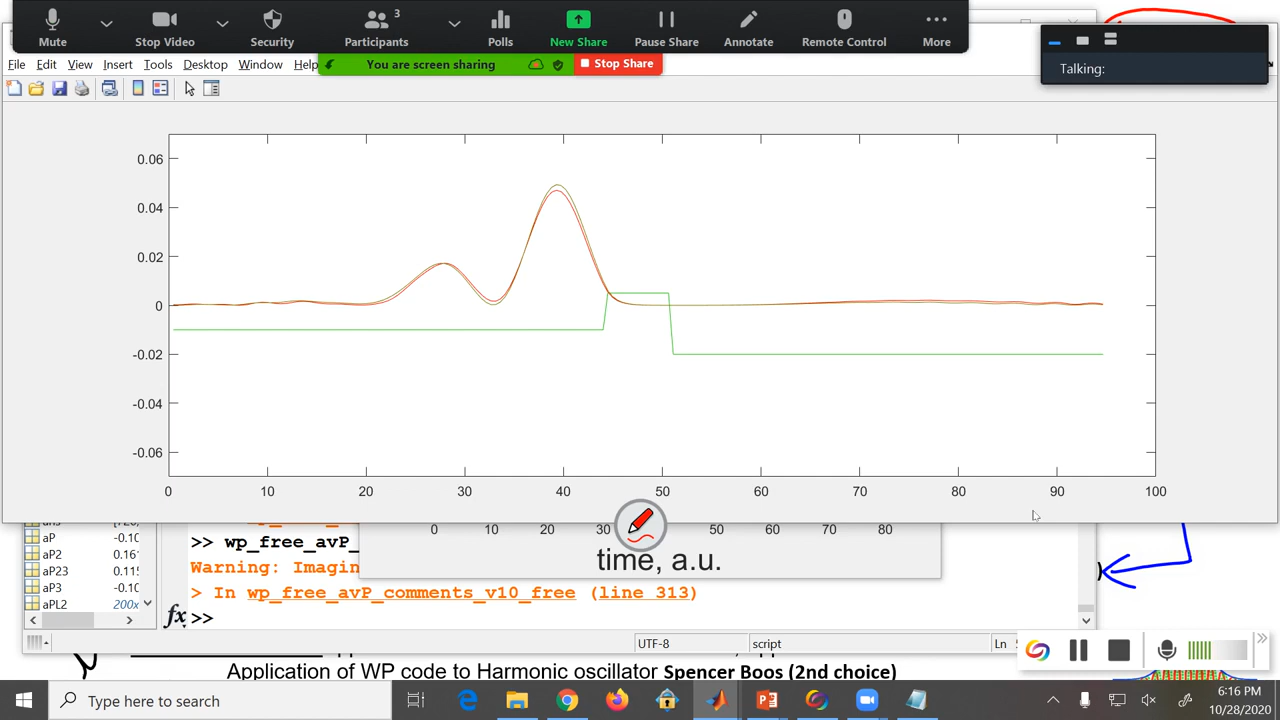 Mute
Stop Video
Security
Participants
3
Polls
New Share
Pause Share
Annotate
Remote Control
More
File Edit View Insert Tools Desktop Window Help
You are screen sharing
Stop Share
Talking:
0.06
0.04
0.02
0
-0.02
-0.04
-0.06
0 10 20 30 40 50 60 70 80 90 100
0 10 20 30 50 60 70 80
time, a.u.
aP -0.10
aP2 0.161
aP23 0.115
aP3 -0.10
aPL2 200x
>> wp_free_avP_
Warning: Imagin
> In wp_free_avP_comments_v10_free (line 313)
fx >>
UTF-8
script
Ln
Application of WP code to Harmonic oscillator Spencer Boos (2nd choice)
Type here to search
6:16 PM
10/28/2020